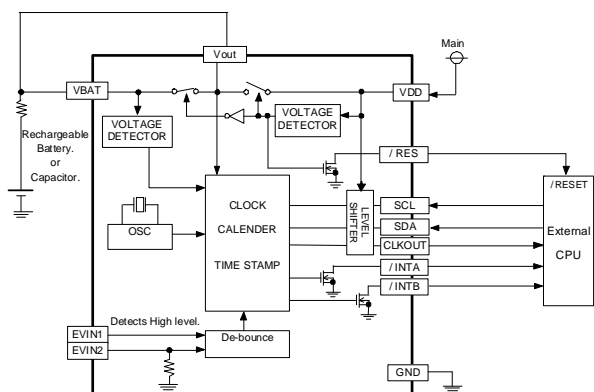 Main
Vout
VBAT
VDD
VOLTAGE
DETECTOR
VOLTAGE
DETECTOR
Rechargeable
Battery.
or
Capacitor.
/ RES
/RESET
CLOCK
CALENDER
TIME STAMP
LEVEL
SHIFTER
SCL
SDA
CLKOUT
External
CPU
OSC
/ INTA
/ INTB
Detects High level.
EVIN1
EVIN2
De-bounce
GND